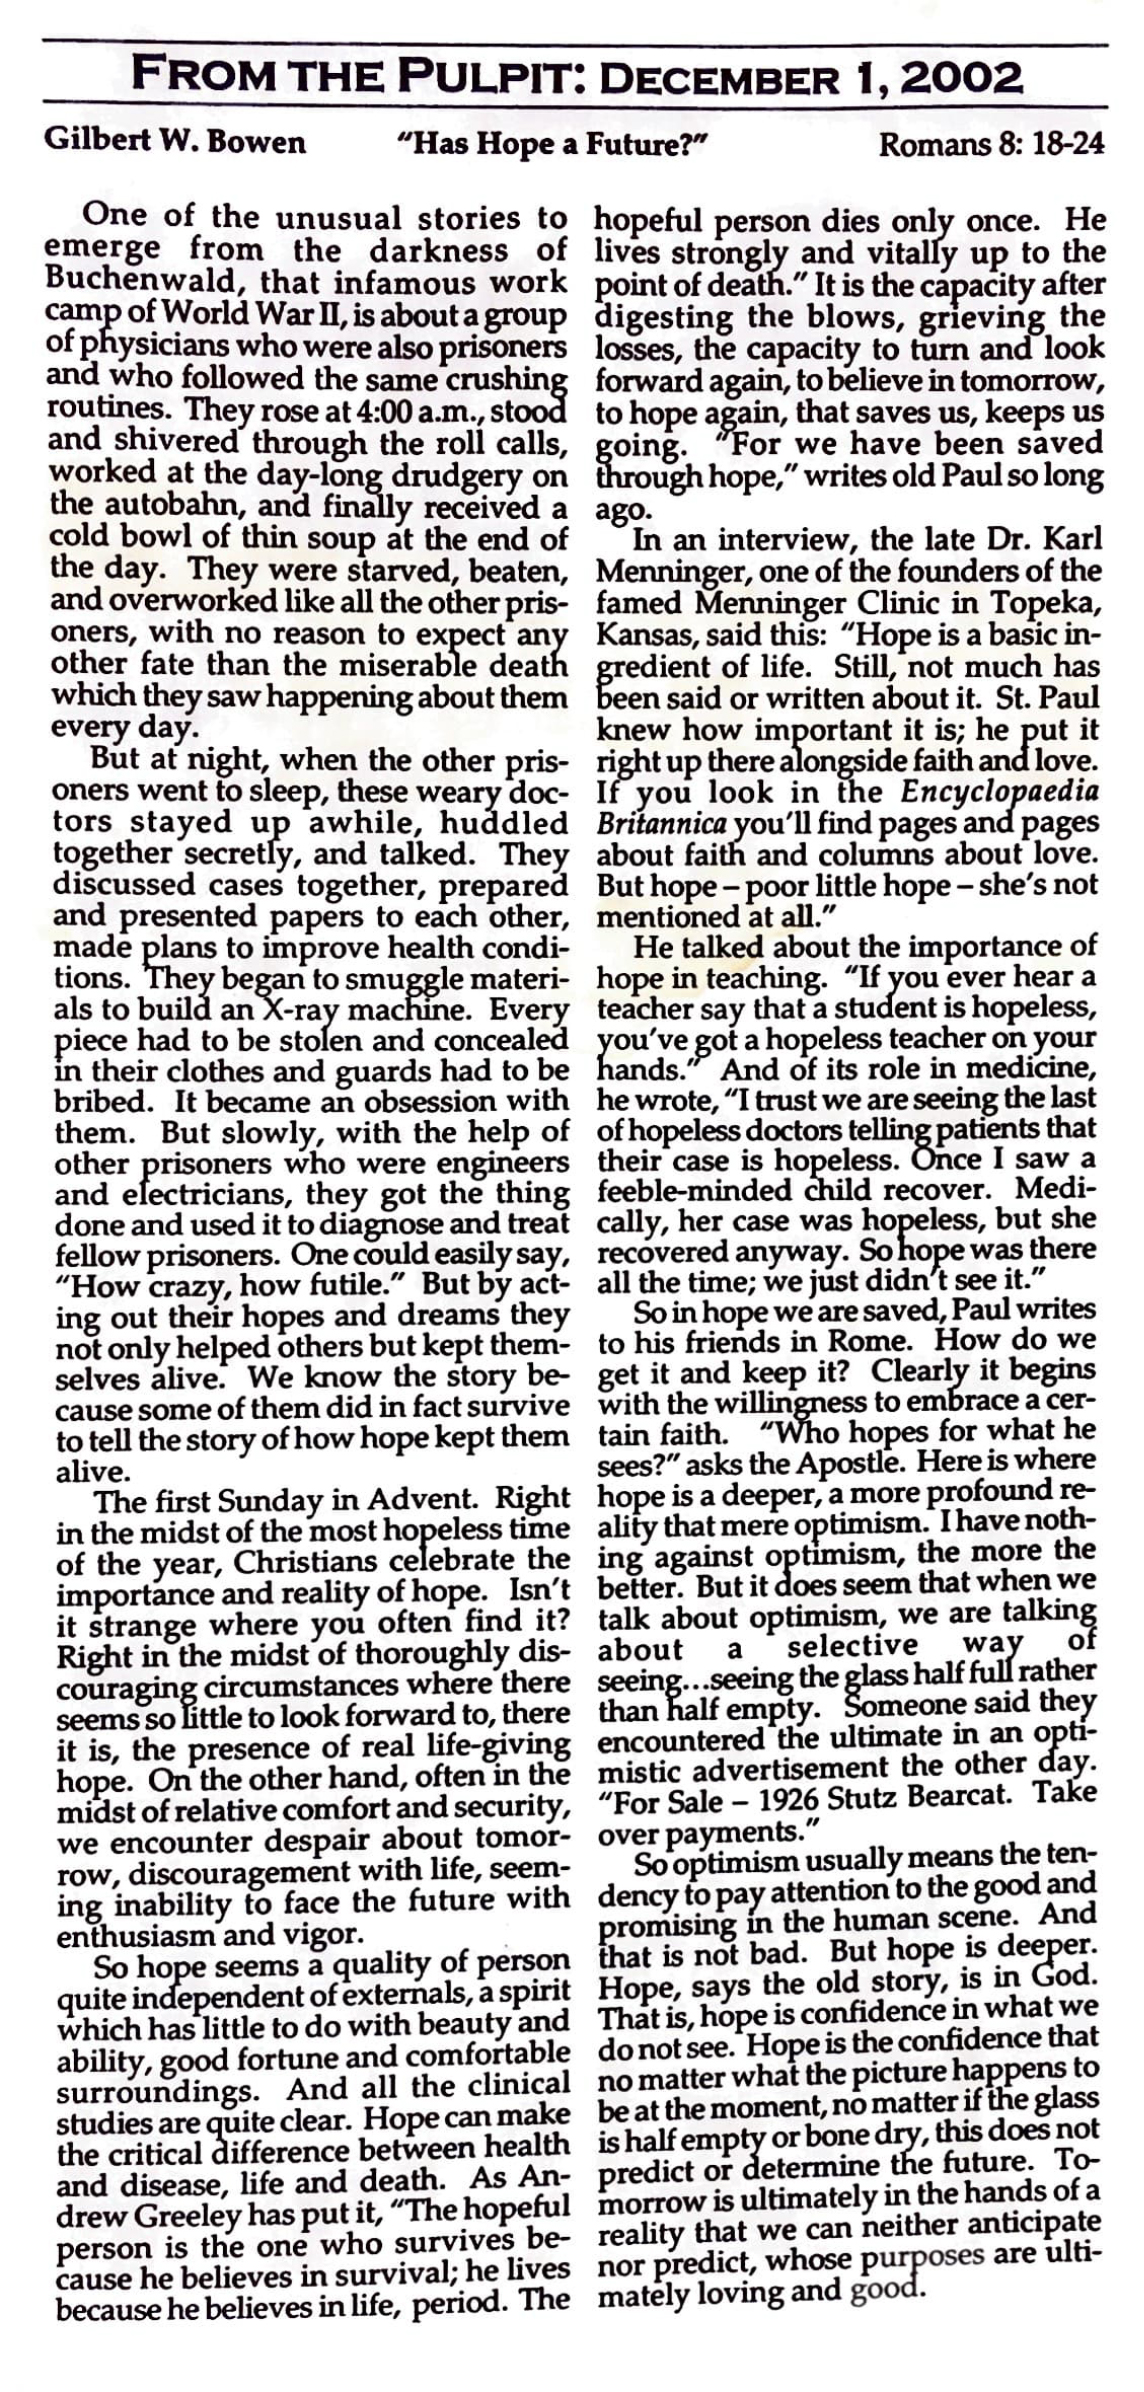 FROM THE PULPIT: DECEMBER 1, 2002
Gilbert W. Bowen "Has Hope a Future?" Romans 8: 18-24
One of the unusual stories to
emerge from the darkness of
Buchenwald, that infamous work
camp of World War II, is about a group
of physicians who were also prisoners
and who followed the same crushing
routines. They rose at 4:00 a.m., stood
and shivered through the roll calls,
worked at the day-long drudgery on
the autobahn, and finally received a
cold bowl of thin soup at the end of
the day. They were starved, beaten,
and overworked like all the other pris-
oners, with no reason to expect any
other fate than the miserable death
which they saw happening about them
every day.
But at night, when the other pris-
oners went to sleep, these weary doc-
tors stayed up awhile, huddled
together secretly, and talked. They
discussed cases together, prepared
and presented papers to each other,
made plans to improve health condi-
tions. They began to smuggle materi-
als to build an X-ray machine. Every
piece had to be stolen and concealed
in their clothes and guards had to be
bribed. It became an obsession with
them. But slowly, with the help of
other prisoners who were engineers
and electricians, they got the thing
done and used it to diagnose and treat
fellow prisoners. One could easily say,
"How crazy, how futile." But by act-
ing out their hopes and dreams they
not only helped others but kept them-
selves alive. We know the story be-
cause some of them did in fact survive
to tell the story of how hope kept them
alive.
The first Sunday in Advent. Right
in the midst of the most hopeless time
of the year, Christians celebrate the
importance and reality of hope. Isn't
it strange where you often find it?
Right in the midst of thoroughly dis-
couraging circumstances where there
seems so little to look forward to, there
it is, the presence of real life-giving
hope. On the other hand, often in the
midst of relative comfort and security,
we encounter despair about tomor-
row, discouragement with life, seem-
ing inability to face the future with
enthusiasm and vigor.
So hope seems a quality of person
quite independent of externals, a spirit
which has little to do with beauty and
ability, good fortune and comfortable
surroundings. And all the clinical
studies are quite clear. Hope can make
the critical difference between health
and disease, life and death. As An-
drew Greeley has put it, "The hopeful
person is the one who survives be-
cause he believes in survival; he lives
because he believes in life, period. The
hopeful person dies only once. He
lives strongly and vitally up to the
point of death." It is the capacity after
digesting the blows, grieving the
losses, the capacity to turn and look
forward again, to believe in tomorrow,
to hope again, that saves us, keeps us
going. "For we have been saved
through hope," writes old Paul so long
ago.
In an interview, the late Dr. Karl
Menninger, one of the founders of the
famed Menninger Clinic in Topeka,
Kansas, said this: "Hope is a basic in-
gredient of life. Still, not much has
been said or written about it. St. Paul
knew how important it is; he put it
right up there alongside faith and love.
If you look in the Encyclopaedia
Britannica you'll find pages and pages
about faith and columns about love.
But hope – poor little hope – she's not
mentioned at all."
He talked about the importance of
hope in teaching. "If you ever hear a
teacher say that a student is hopeless,
you've got a hopeless teacher on your
hands." And of its role in medicine,
he wrote, "I trust we are seeing the last
of hopeless doctors telling patients that
their case is hopeless. Once I saw a
feeble-minded child recover. Medi-
cally, her case was hopeless, but she
recovered anyway. So hope was there
all the time; we just didn't see it."
So in hope we are saved, Paul writes
to his friends in Rome. How do we
get it and keep it? Clearly it begins
with the willingness to embrace a cer-
tain faith. "Who hopes for what he
sees?" asks the Apostle. Here is where
hope is a deeper, a more profound re-
ality that mere optimism. I have noth-
ing against optimism, the more the
better. But it does seem that when we
talk about optimism, we are talking
about a selective way of
seeing...seeing the glass half full rather
than half empty. Someone said they
encountered the ultimate in an opti-
mistic advertisement the other day.
"For Sale – 1926 Stutz Bearcat. Take
over payments."
So optimism usually means the ten-
dency to pay attention to the good and
promising in the human scene. And
that is not bad. But hope is deeper.
Hope, says the old story, is in God.
That is, hope is confidence in what we
do not see. Hope is the confidence that
no matter what the picture happens to
be at the moment, no matter if the glass
is half empty or bone dry, this does not
predict or determine the future. To-
morrow is ultimately in the hands of a
reality that we can neither anticipate
nor predict, whose purposes are ulti-
mately loving and good.